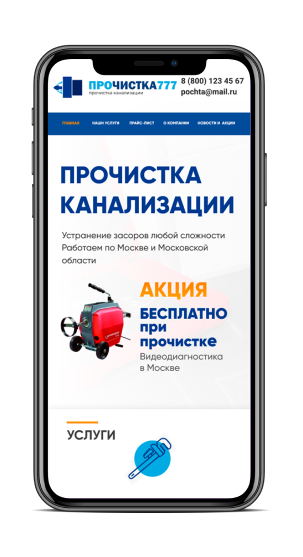 ПРОЧИСТКА777
прочистка канализации
8 (800) 123 45 67
pochta@mail.ru
ГЛАВНАЯ НАШИ УСЛУГИ ПРАЙС-ЛИСТ О КОМПАНИИ НОВОСТИ И АКЦИИ
ПРОЧИСТКА
КАНАЛИЗАЦИИ
Устранение засоров любой сложности
Работаем по Москве и Московской
области
АКЦИЯ
БЕСПЛАТНО
при
прочистке
Видеодиагностика
в Москве
УСЛУГИ